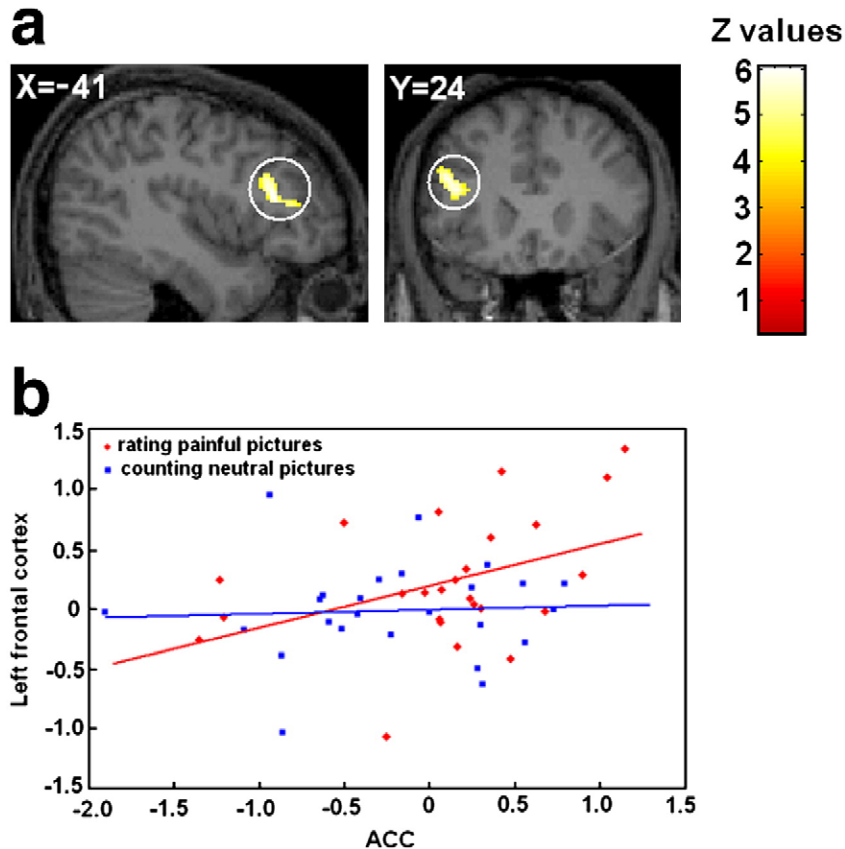 a
Z values
X=-41
Y=24
6
5
4
3
2
1
b
rating painful pictures
counting neutral pictures
Left frontal cortex
1.5
1.0
0.5
0
-0.5
-1.0
-1.5
-2.0 -1.5 -1.0 -0.5 0 0.5 1.0 1.5
ACC